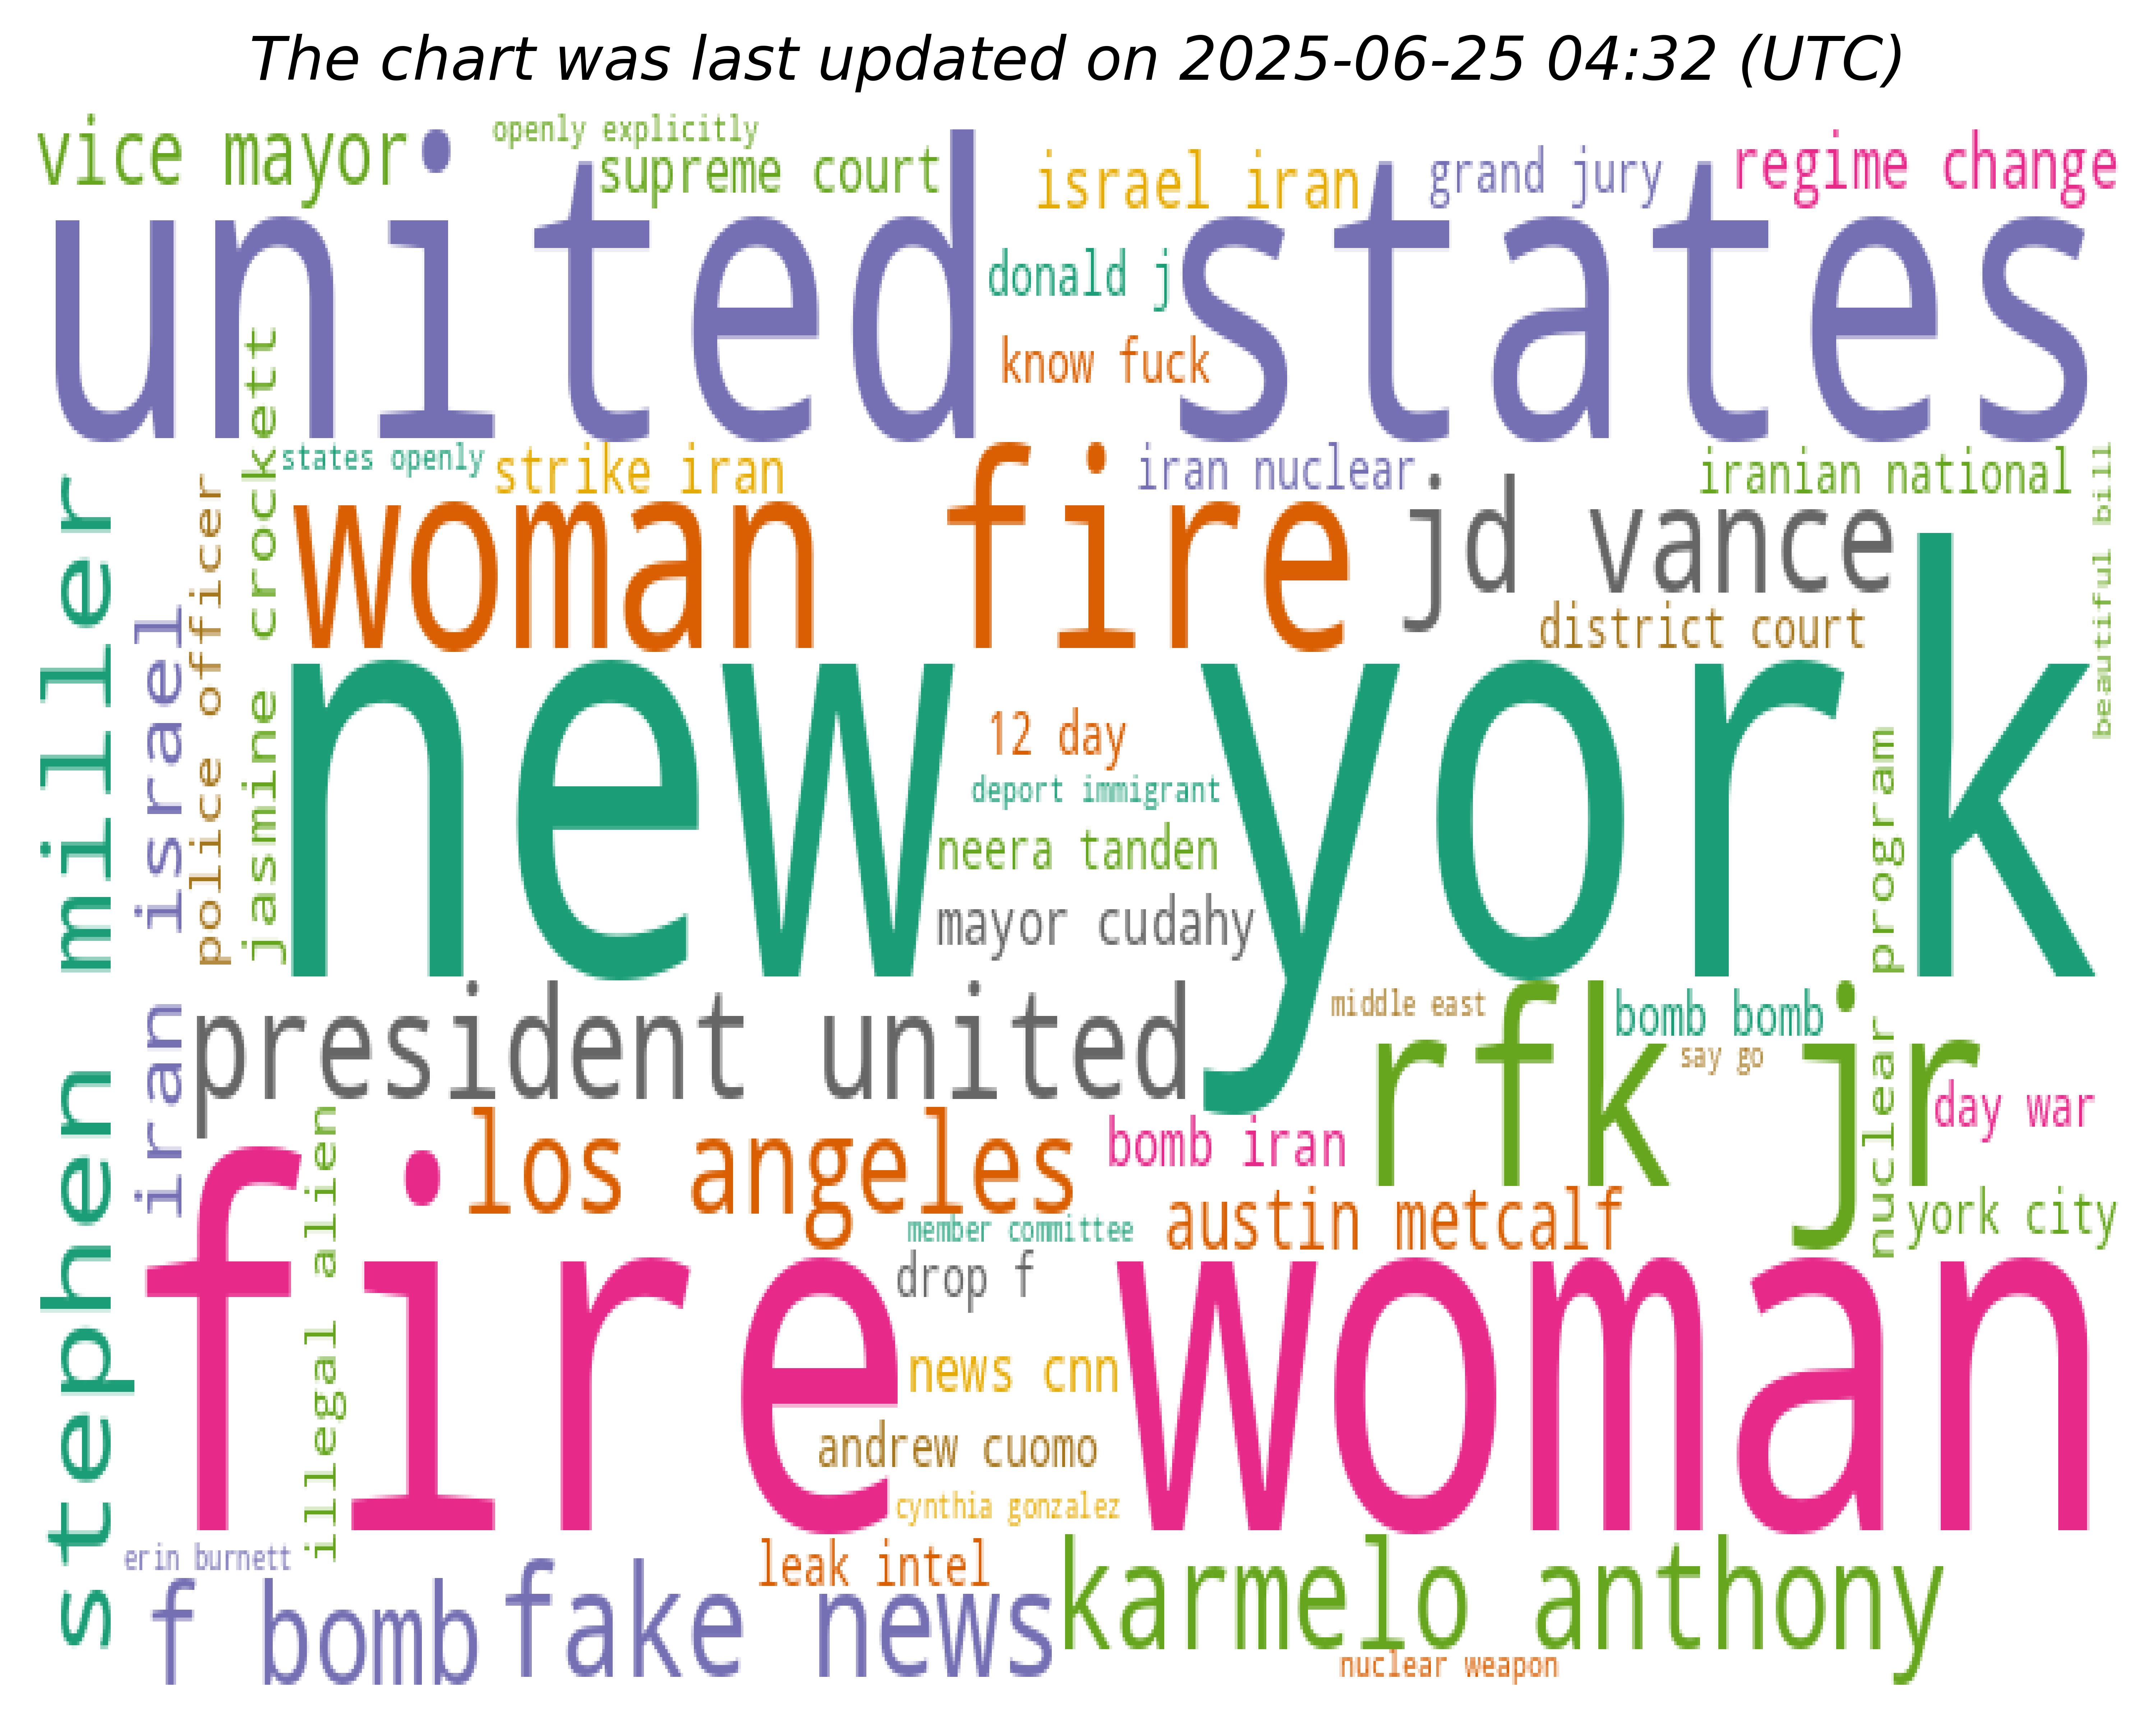 The chart was last updated on 2025-06-25 04:32 (UTC)
vice mayor
openly explicitly
supreme court
israel iran
grand jury
regime change
united states
donald j
know fuck
states openly
strike iran
iran nuclear
iranian national
woman fire
jd vance
district court
beautiful bill
stephen miller
iran israel
police officer
jasmine crockett
new york
12 day
deport immigrant
neera tanden
mayor cudahy
nuclear program
president united
middle east
bomb bomb
say go
rfk jr
day war
los angeles
bomb iran
austin metcalf
york city
member committee
drop f
illegal alien
fire woman
news cnn
andrew cuomo
cynthia gonzalez
erin burnett
leak intel
f bomb
fake news
karmelo anthony
nuclear weapon